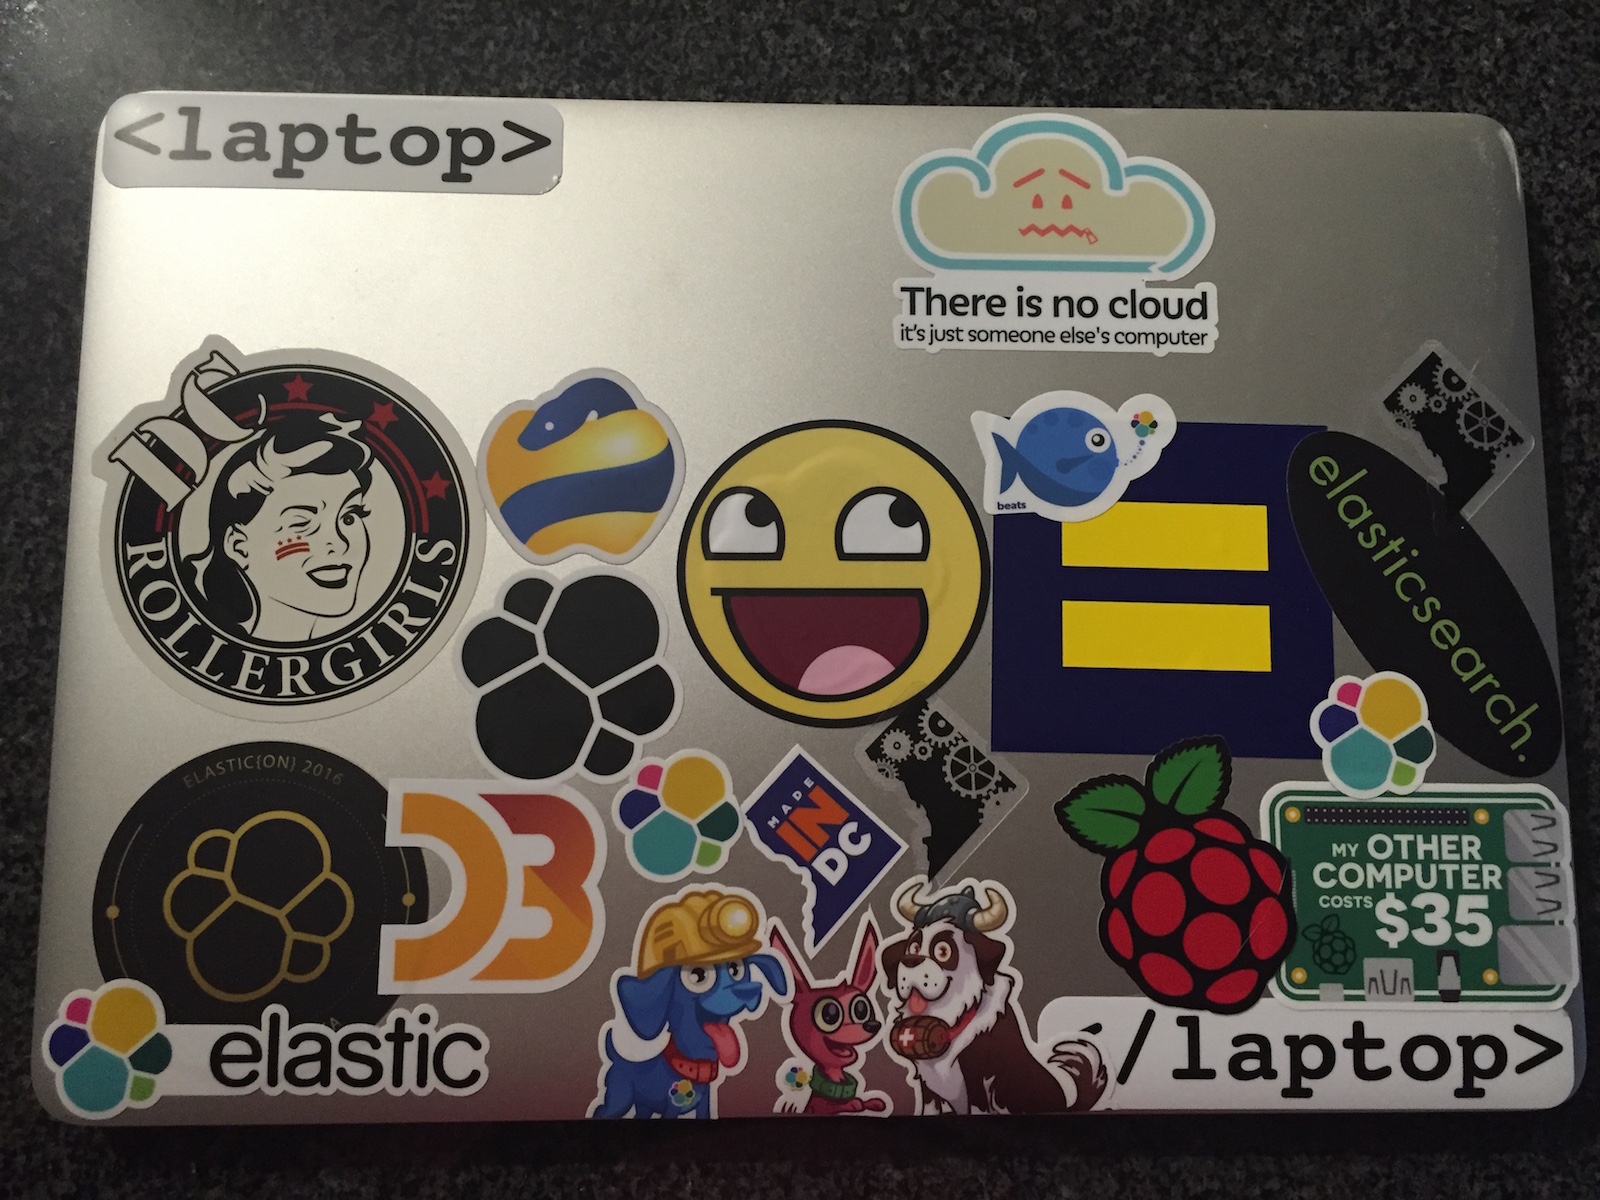 <laptop>
There is no cloud
it's just someone else's computer
DC
ROLLERGIRLS
beats
elasticsearch.
ELASTIC{ON} 2016
D3
MADE
IN
DC
MY OTHER
COMPUTER
COSTS $35
elastic
</laptop>